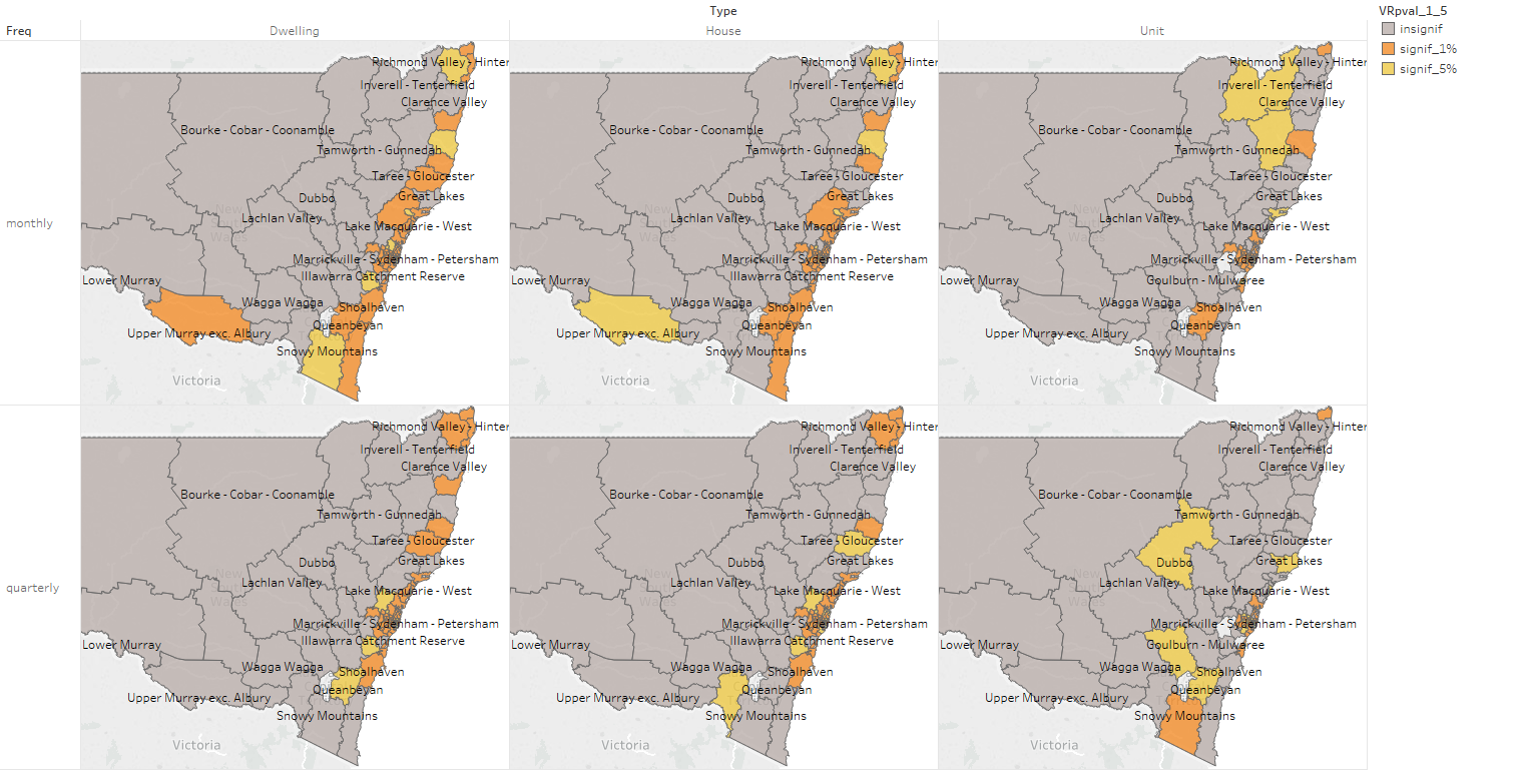 Type
VRpval_1_5
Freq
Dwelling
House
Unit
insignif
signif_1%
signif_5%
monthly
Richmond Valley - Hinter
Inverell - Tenterfield
Clarence Valley
Bourke - Cobar - Coonamble
Tamworth - Gunnedah
Taree - Gloucester
Dubbo
Great Lakes
New
Wales
Lachlan Valley
Lake Macquarie - West
Marrickville - Sydenham - Petersham
Illawarra Catchment Reserve
Lower Murray
Wagga Wagga
Shoalhaven
Queanbeyan
Upper Murray exc. Albury
Snowy Mountains
Victoria
Richmond Valley - Hinter
Inverell - Tenterfield
Clarence Valley
Bourke - Cobar - Coonamble
Tamworth - Gunnedah
Taree - Gloucester
Dubbo
Great Lakes
New
Wales
Lachlan Valley
Lake Macquarie - West
Marrickville - Sydenham - Petersham
Illawarra Catchment Reserve
Lower Murray
Wagga Wagga
Shoalhaven
Queanbeyan
Upper Murray exc. Albury
Snowy Mountains
Victoria
Richmond Valley - Hinter
Inverell - Tenterfield
Clarence Valley
Bourke - Cobar - Coonamble
Tamworth - Gunnedah
Taree - Gloucester
Dubbo
Great Lakes
New
Wales
Lachlan Valley
Lake Macquarie - West
Marrickville - Sydenham - Petersham
Goulburn - Mulwaree
Lower Murray
Wagga Wagga
Shoalhaven
Queanbeyan
Upper Murray exc. Albury
Snowy Mountains
Victoria
quarterly
Richmond Valley - Hinter
Inverell - Tenterfield
Clarence Valley
Bourke - Cobar - Coonamble
Tamworth - Gunnedah
Taree - Gloucester
Dubbo
Great Lakes
New
Wales
Lachlan Valley
Lake Macquarie - West
Marrickville - Sydenham - Petersham
Illawarra Catchment Reserve
Lower Murray
Wagga Wagga
Shoalhaven
Queanbeyan
Upper Murray exc. Albury
Snowy Mountains
Victoria
Richmond Valley - Hinter
Inverell - Tenterfield
Clarence Valley
Bourke - Cobar - Coonamble
Tamworth - Gunnedah
Taree - Gloucester
Dubbo
Great Lakes
New
Wales
Lachlan Valley
Lake Macquarie - West
Marrickville - Sydenham - Petersham
Illawarra Catchment Reserve
Lower Murray
Wagga Wagga
Shoalhaven
Queanbeyan
Upper Murray exc. Albury
Snowy Mountains
Victoria
Richmond Valley - Hinter
Inverell - Tenterfield
Clarence Valley
Bourke - Cobar - Coonamble
Tamworth - Gunnedah
Taree - Gloucester
Dubbo
Great Lakes
New
Wales
Lachlan Valley
Lake Macquarie - West
Marrickville - Sydenham - Petersham
Goulburn - Mulwaree
Lower Murray
Wagga Wagga
Shoalhaven
Queanbeyan
Upper Murray exc. Albury
Snowy Mountains
Victoria